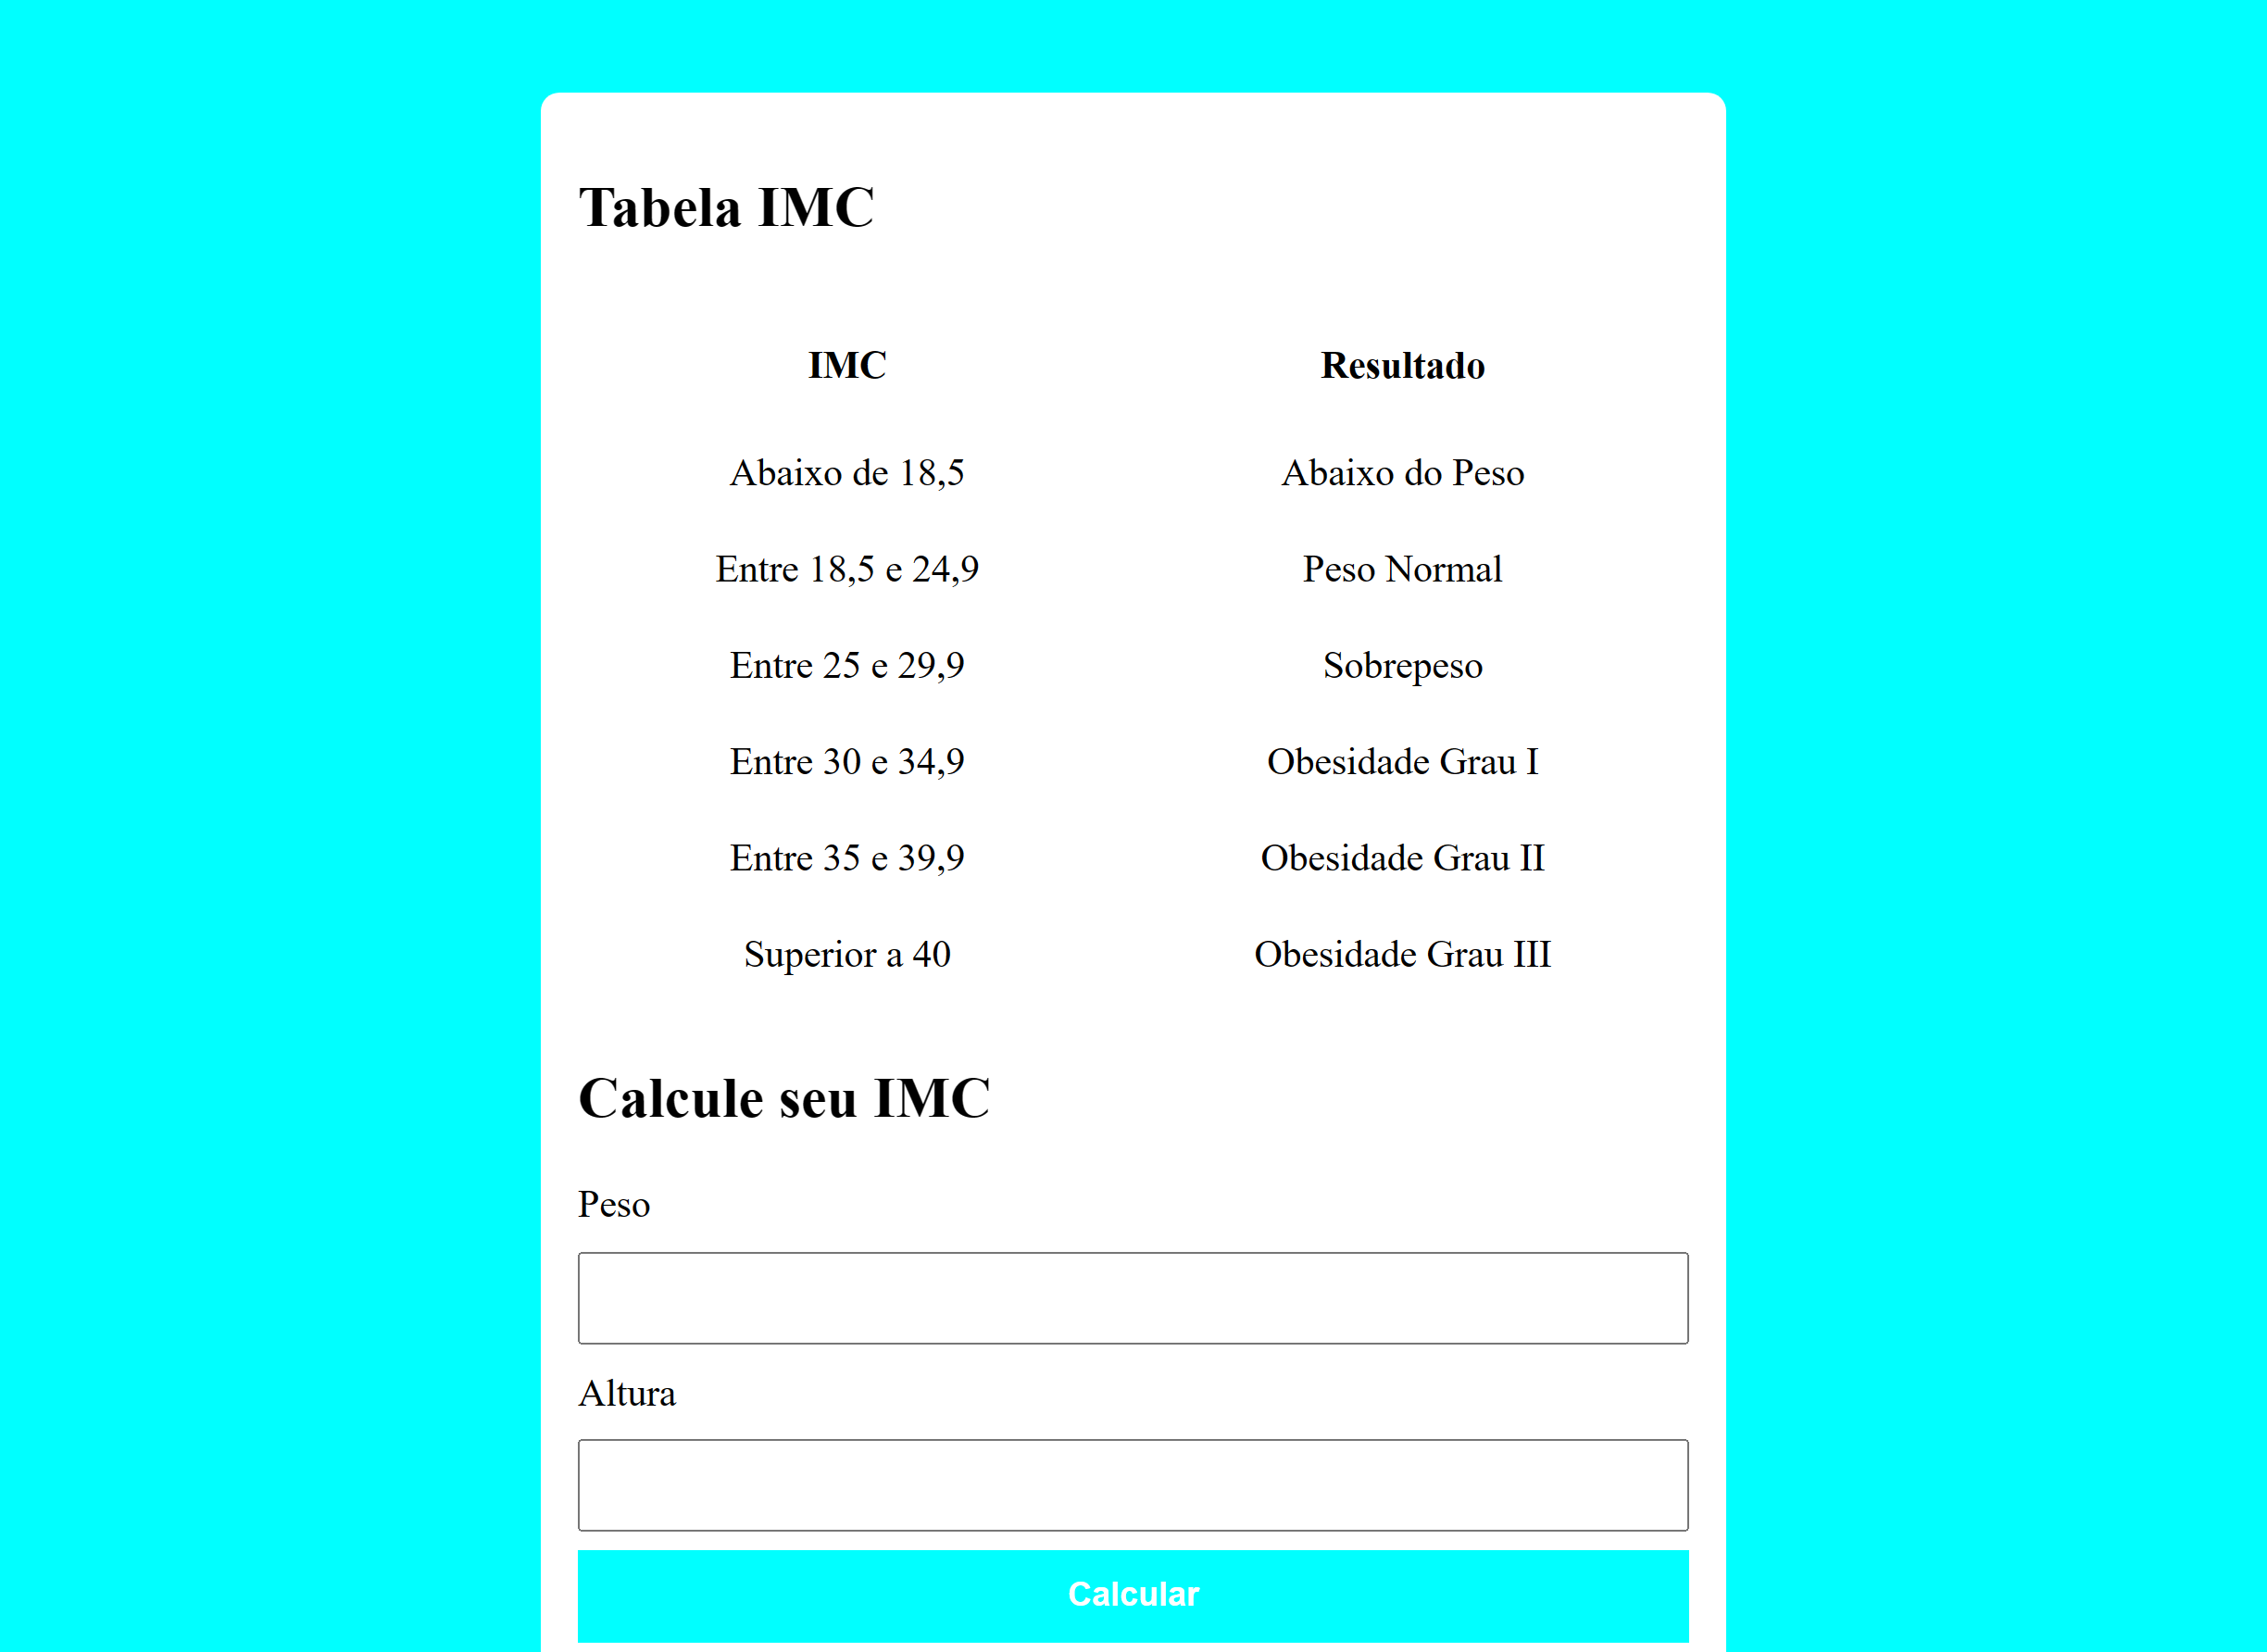 Tabela IMC
IMC Resultado
Abaixo de 18,5 Abaixo do Peso
Entre 18,5 e 24,9 Peso Normal
Entre 25 e 29,9 Sobrepeso
Entre 30 e 34,9 Obesidade Grau I
Entre 35 e 39,9 Obesidade Grau II
Superior a 40 Obesidade Grau III
Calcule seu IMC
Peso
Altura
Calcular